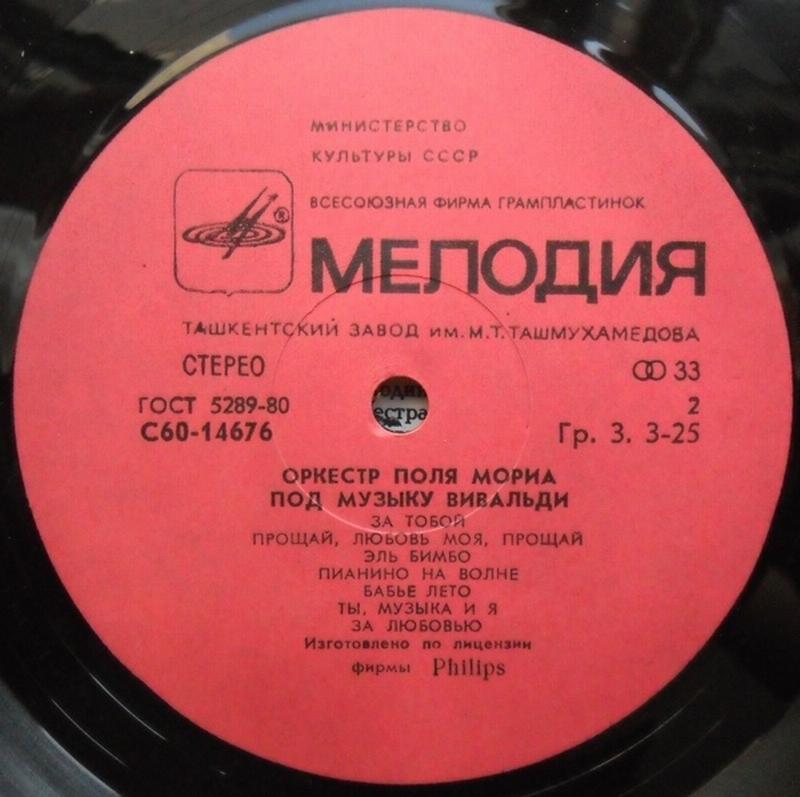 МИНИСТЕРСТВО
КУЛЬТУРЫ СССР
ВСЕСОЮЗНАЯ ФИРМА ГРАМПЛАСТИНОК
®
МЕЛОДИЯ
ТАШКЕНТСКИЙ ЗАВОД ИМ. М.Т.ТАШМУХАМЕДОВА
СТЕРЕО 33
ГОСТ 5289-80 2
С60-14676 Гр. 3. 3-25
ОРКЕСТР ПОЛЯ МОРИА
ПОД МУЗЫКУ ВИВАЛЬДИ
ЗА ТОБОЙ
ПРОЩАЙ, ЛЮБОВЬ МОЯ, ПРОЩАЙ
ЭЛЬ БИМБО
ПИАНИНО НА ВОЛНЕ
БАБЬЕ ЛЕТО
ТЫ, МУЗЫКА И Я
ЗА ЛЮБОВЬЮ
Изготовлено по лицензии
фирмы Philips